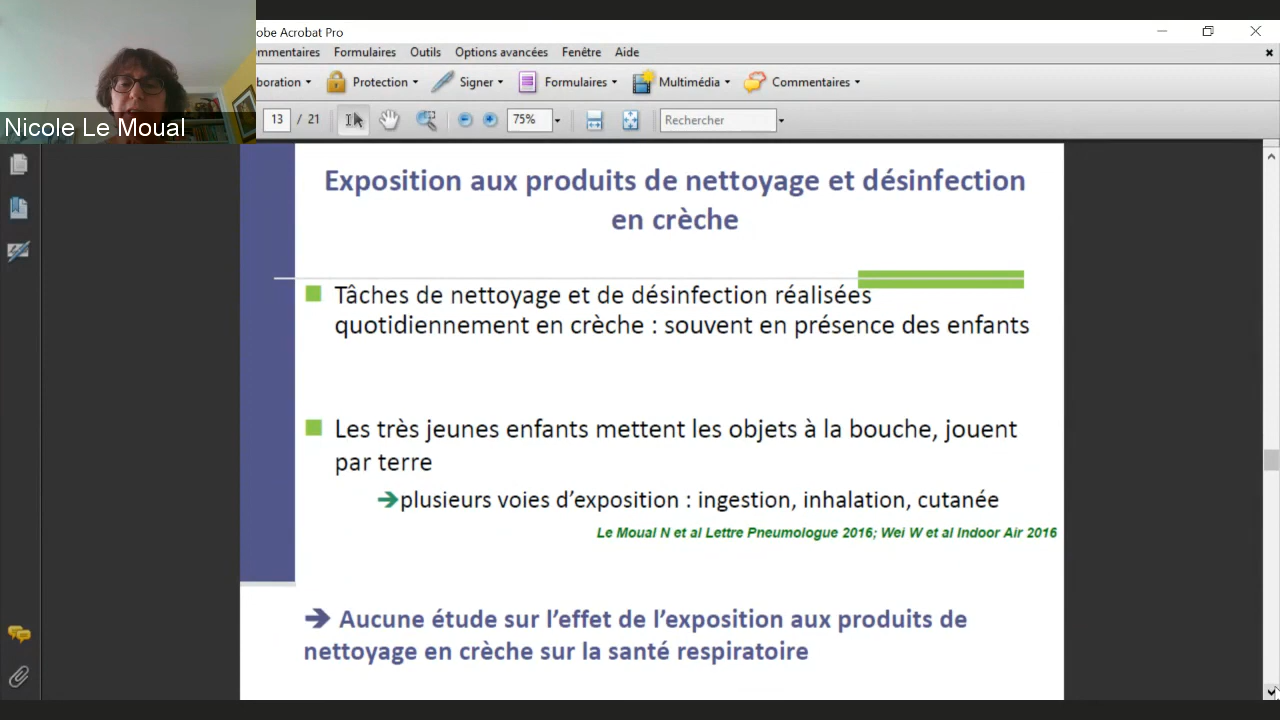 obe Acrobat Pro
mmentaires Formulaires Outils Options avancées Fenêtre Aide
boration Protection Signer Formulaires Multimédia Commentaires
Nicole Le Moual
13 / 21 75% Rechercher
Exposition aux produits de nettoyage et désinfection
en crèche
Tâches de nettoyage et de désinfection réalisées
quotidiennement en crèche : souvent en présence des enfants
Les très jeunes enfants mettent les objets à la bouche, jouent
par terre
➔plusieurs voies d’exposition : ingestion, inhalation, cutanée
Le Moual N et al Lettre Pneumologue 2016; Wei W et al Indoor Air 2016
➔ Aucune étude sur l’effet de l’exposition aux produits de
nettoyage en crèche sur la santé respiratoire